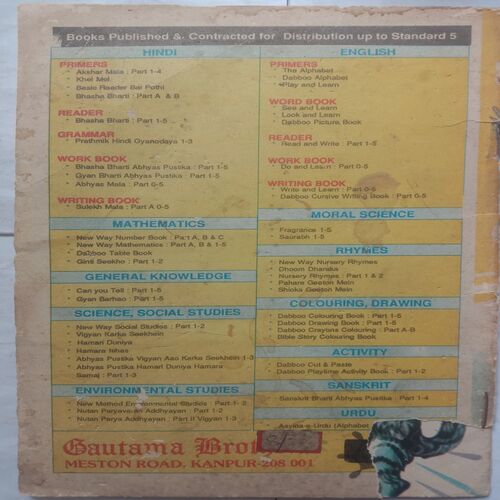 Books Published & Contracted for Distribution up to Standard 5
HINDI
PRIMERS
Akshar Mala : Part 1-4
Khel Mel
Basic Reader Bal Pothi
Bhasha Bharti : Part A & B
READER
Bhasha Bharti : Part 1-5
GRAMMAR
Prathmik Hindi Gyanodaya 1-3
WORK BOOK
Bhasha Bharti Abhyas Pustika : Part 1-5
Gyan Bharti Abhyas Pustika : Part 1-5
Abhyas Mala : Part 0-5
WRITING BOOK
Sulekh Mala : Part A 0-5
MATHEMATICS
New Way Number Book : Part A, B & C
New Way Mathematics : Part A, B & 1-5
Daboo Table Book
Ginti Seekho : Part 1-2
GENERAL KNOWLEDGE
Can you Tell : Part 1-5
Gyan Barhao : Part 1-5
SCIENCE, SOCIAL STUDIES
New Way Social Studies : Part 1-2
Vigyan Karke Seekhein
Hamari Duniya
Hamara Itihas
Abhyas Pustika Vigyan Aao Karke Seekhein 1-3
Abhyas Pustika Hamari Duniya Hamara
Samaj : Part 1-3
ENVIRONMENTAL STUDIES
New Method Environmental Studies : Part 1-2
Nutan Paryavaran Addhyayan : Part 1-2
Nutan Parya Addhyayan : Part II Vigyan 1-3
ENGLISH
PRIMERS
The Alphabet
Dabboo Alphabet
Play and Learn
WORD BOOK
See and Learn
Look and Learn
Dabboo Picture Book
READER
Read and Write : Part 1-5
WORK BOOK
Do and Learn : Part 0-5
WRITING BOOK
Write and Learn : Part 0-5
Dabboo Cursive Writing Book : Part 0-5
MORAL SCIENCE
Fragrance 1-5
Saurabh 1-5
RHYMES
New Way Nursery Rhymes
Dhoom Dharaka
Nursery Rhymes : Part 1 & 2
Pahare Geeton Mein
Shloka Geeton Mein
COLOURING, DRAWING
Dabboo Colouring Book : Part 1-5
Dabboo Drawing Book : Part 1-5
Dabboo Crayons Colouring : Part A-B
Bible Story Colouring Book
ACTIVITY
Dabboo Cut & Paste
Dabboo Playtime Activity Book : Part 1-2
SANSKRIT
Sanskrit Bharti Abhyas Pustika : Part 1-4
URDU
Aayina-e-Urdu (Alphabet
Gautama Bro
MESTON ROAD, KANPUR-208 001